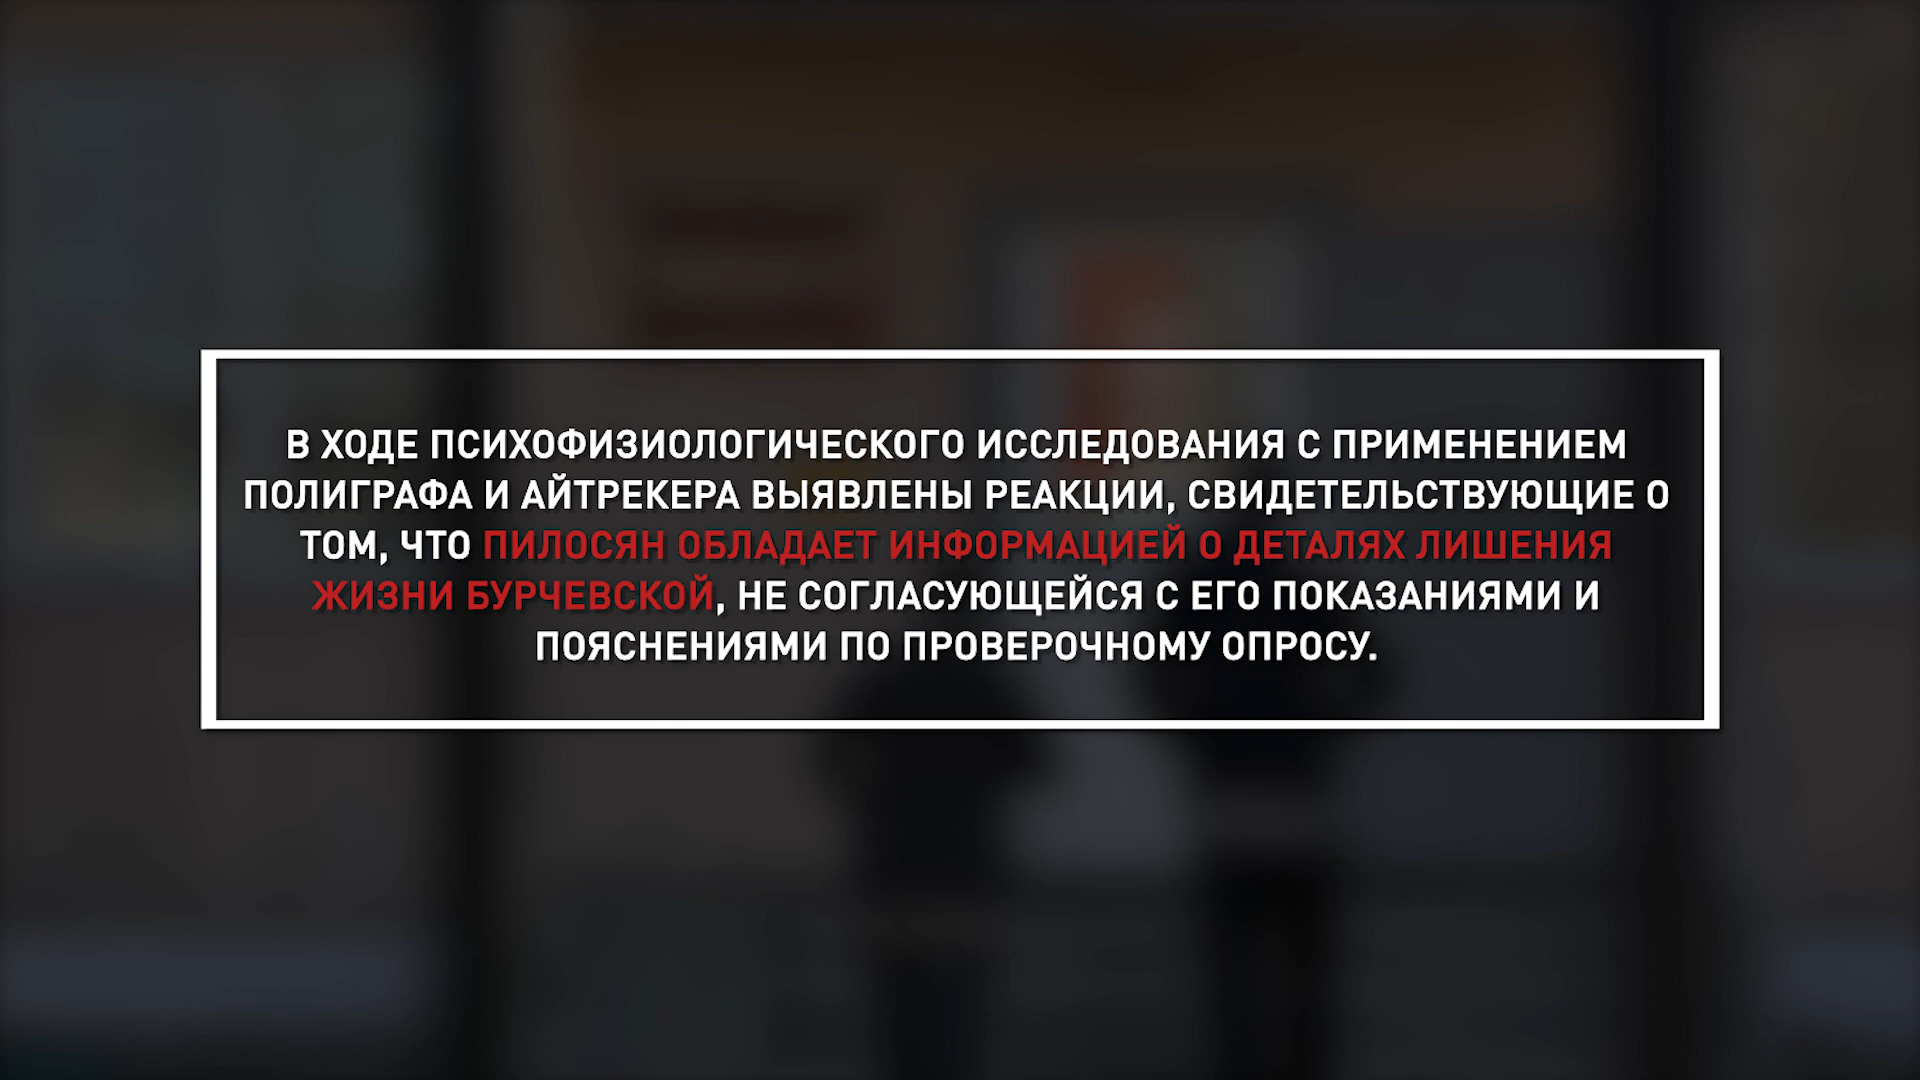 В ХОДЕ ПСИХОФИЗИОЛОГИЧЕСКОГО ИССЛЕДОВАНИЯ С ПРИМЕНЕНИЕМ
ПОЛИГРАФА И АЙТРЕКЕРА ВЫЯВЛЕНЫ РЕАКЦИИ, СВИДЕТЕЛЬСТВУЮЩИЕ О
ТОМ, ЧТО ПИЛОСЯН ОБЛАДАЕТ ИНФОРМАЦИЕЙ О ДЕТАЛЯХ ЛИШЕНИЯ
ЖИЗНИ БУРЧЕВСКОЙ, НЕ СОГЛАСУЮЩЕЙСЯ С ЕГО ПОКАЗАНИЯМИ И
ПОЯСНЕНИЯМИ ПО ПРОВЕРОЧНОМУ ОПРОСУ.